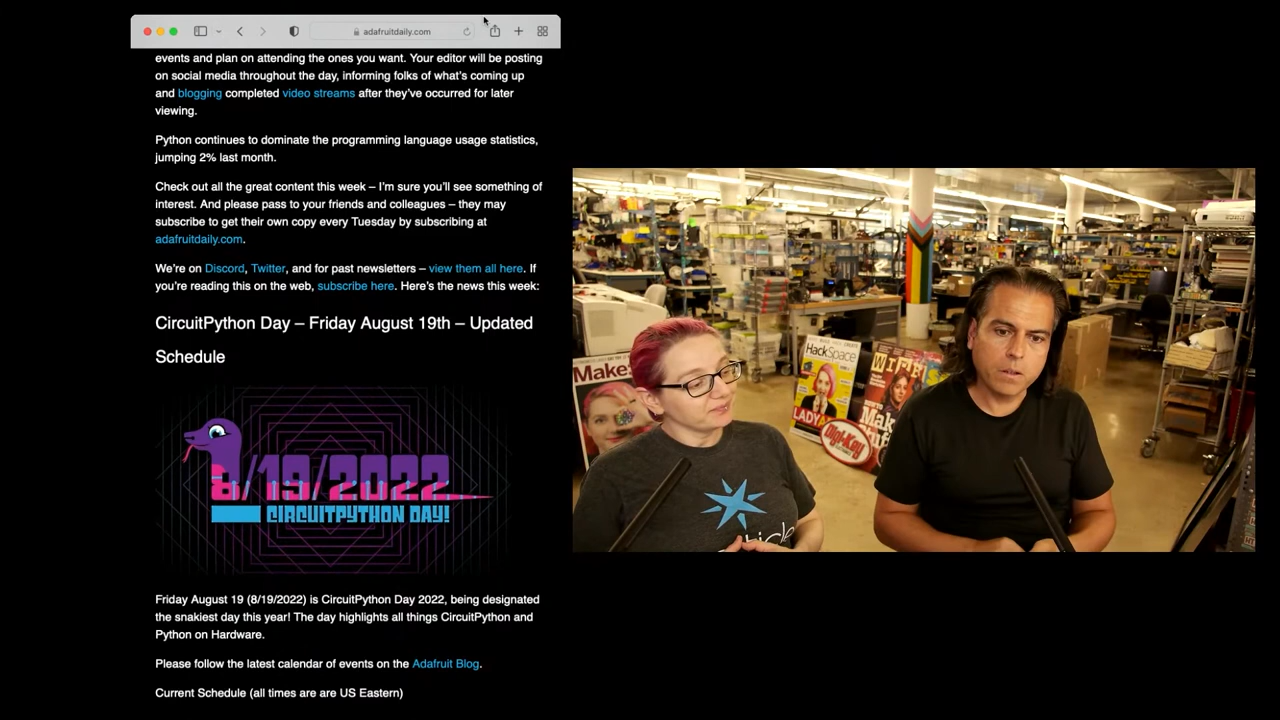 adafruitdaily.com
events and plan on attending the ones you want. Your editor will be posting
on social media throughout the day, informing folks of what's coming up
and blogging completed video streams after they've occurred for later
viewing.
Python continues to dominate the programming language usage statistics,
jumping 2% last month.
Check out all the great content this week – I'm sure you'll see something of
interest. And please pass to your friends and colleagues – they may
subscribe to get their own copy every Tuesday by subscribing at
adafruitdaily.com.
We're on Discord, Twitter, and for past newsletters – view them all here. If
you're reading this on the web, subscribe here. Here's the news this week:
CircuitPython Day – Friday August 19th – Updated
Schedule
8/19/2022
CIRCUITPYTHON DAY!
Friday August 19 (8/19/2022) is CircuitPython Day 2022, being designated
the snakiest day this year! The day highlights all things CircuitPython and
Python on Hardware.
Please follow the latest calendar of events on the Adafruit Blog.
Current Schedule (all times are are US Eastern)
Make:
HackSpace
WIRED
Digi-Key